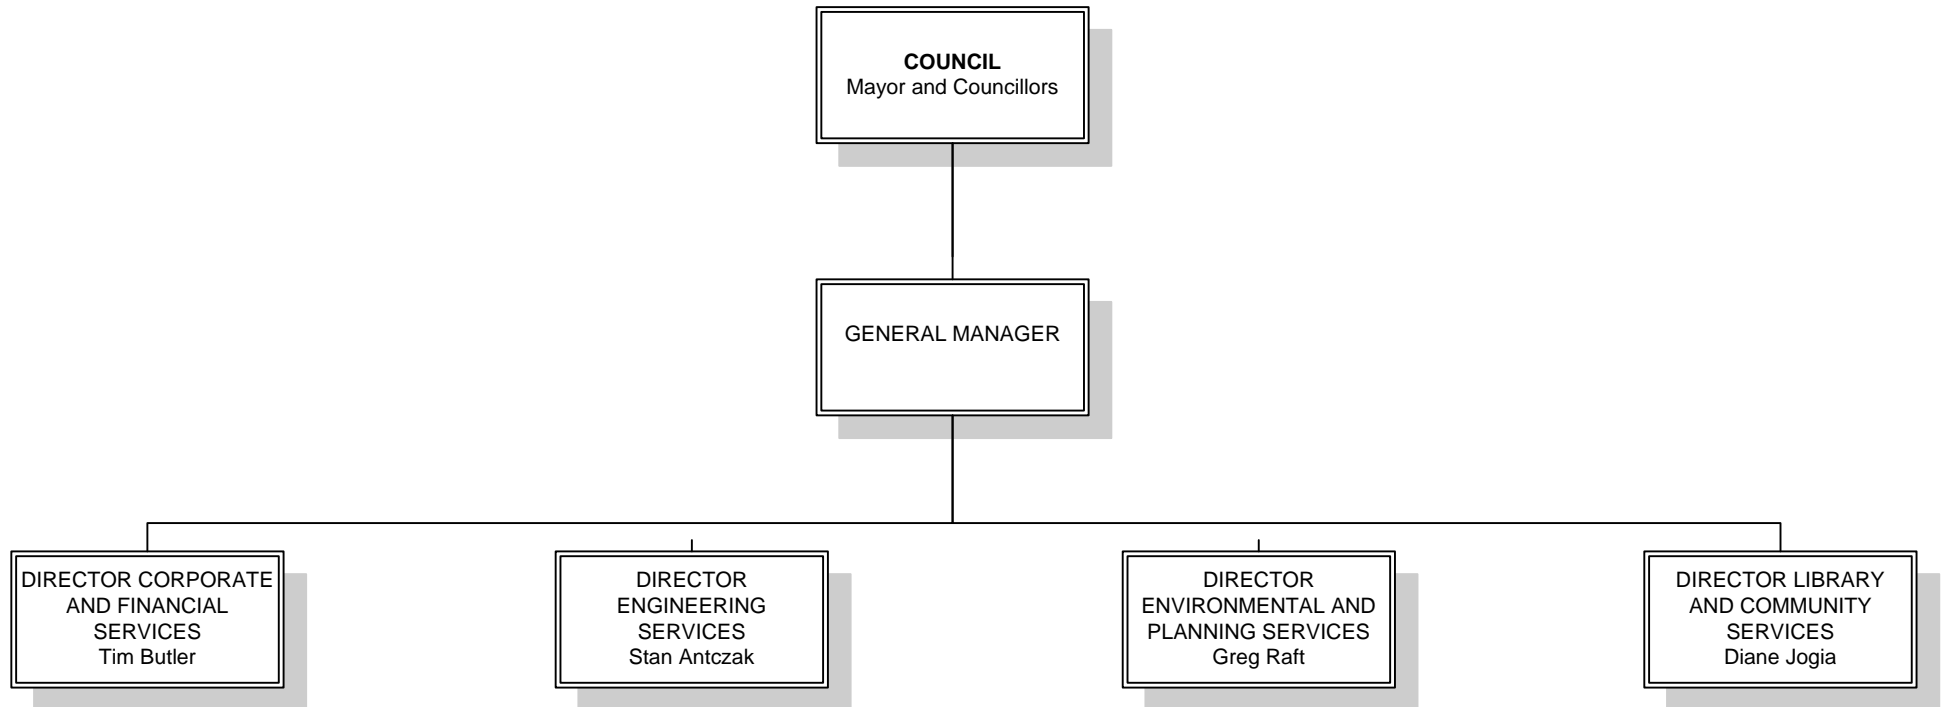 COUNCIL
Mayor and Councillors
GENERAL MANAGER
DIRECTOR CORPORATE
AND FINANCIAL
SERVICES
Tim Butler
DIRECTOR
ENGINEERING
SERVICES
Stan Antczak
DIRECTOR
ENVIRONMENTAL AND
PLANNING SERVICES
Greg Raft
DIRECTOR LIBRARY
AND COMMUNITY
SERVICES
Diane Jogia